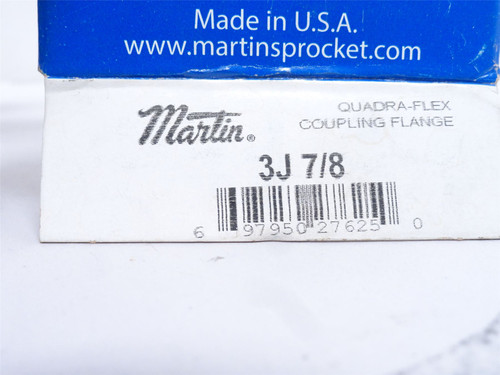 Made in U.S.A.
www.martinsprocket.com
Martin®
QUADRA-FLEX
COUPLING FLANGE
3J 7/8
6 97950 27625 0